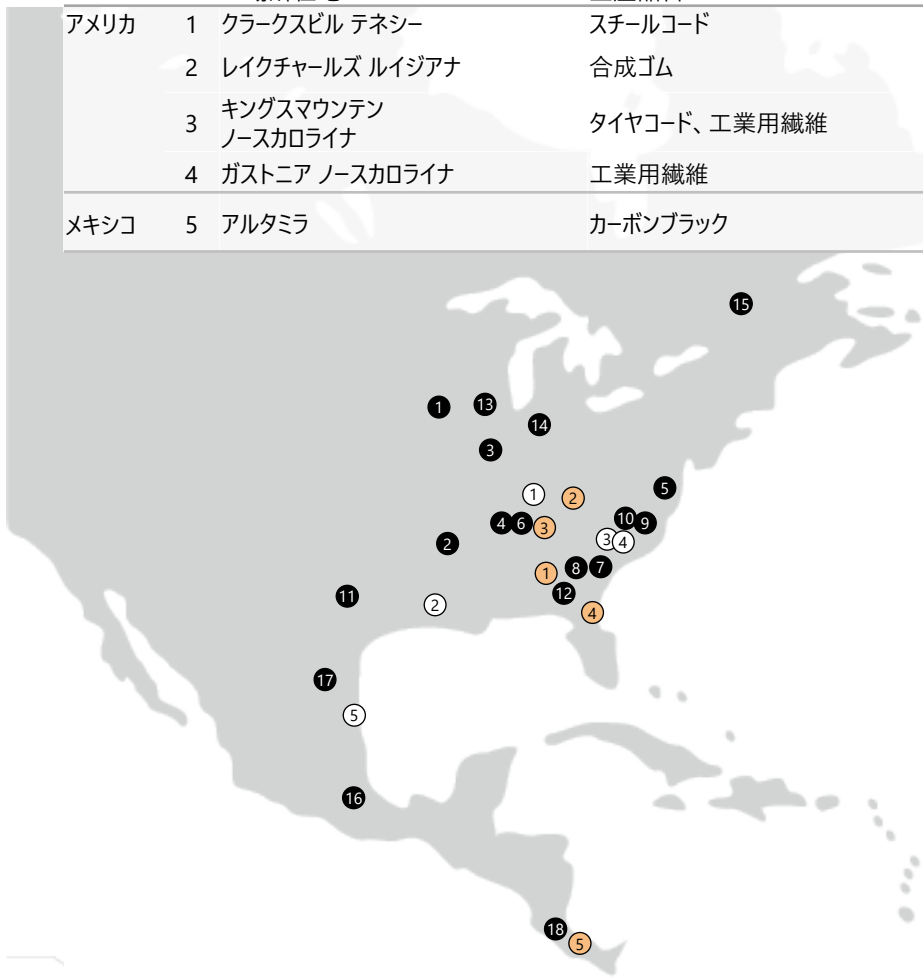 アメリカ 1 クラークスビル テネシー スチールコード
2 レイクチャールズ ルイジアナ 合成ゴム
3 キングスマウンテン
ノースカロライナ タイヤコード、工業用繊維
4 ガストニア ノースカロライナ 工業用繊維
メキシコ 5 アルタミラ カーボンブラック
15
1 13
14
3
1 2 5
4 6 3 10 9
2 3 4
1 8 7
11 2 12
4
17
5
16
18
5